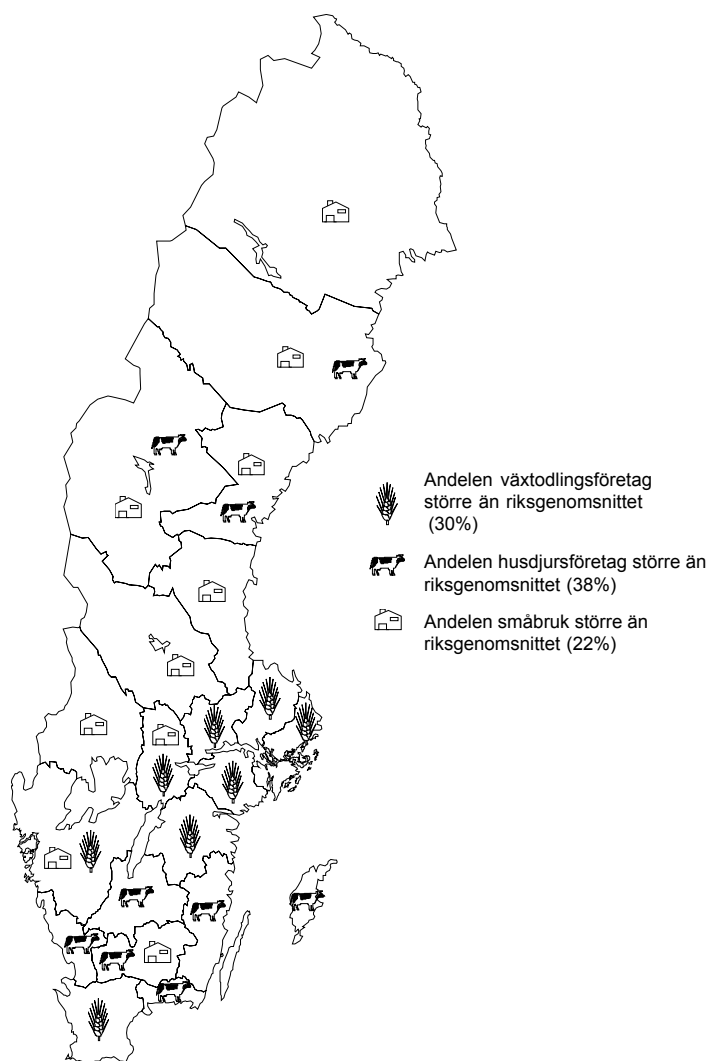 Andelen växtodlingsföretag
större än riksgenomsnittet
(30%)
Andelen husdjursföretag större än
riksgenomsnittet (38%)
Andelen småbruk större än
riksgenomsnittet (22%)